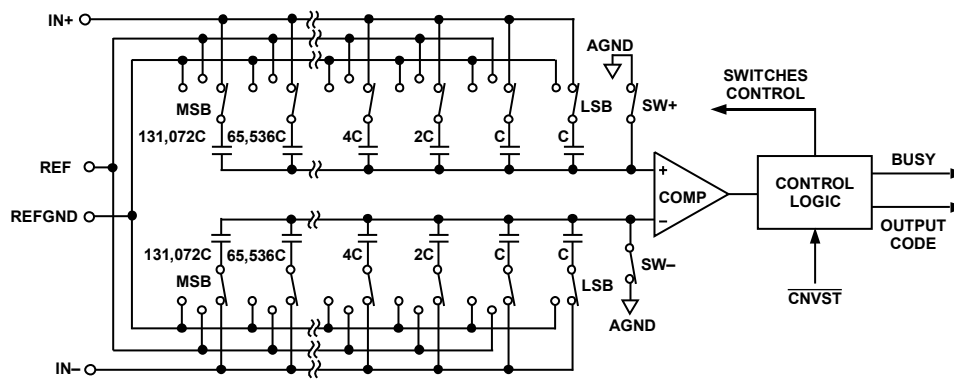 IN+
AGND
SWITCHES
CONTROL
MSB
LSB
SW+
131,072C 65,536C 4C 2C C C
REF
+
COMP
−
CONTROL
LOGIC
BUSY
REFGND
OUTPUT
CODE
131,072C 65,536C 4C 2C C C
MSB
LSB
SW−
CNVST
AGND
IN−